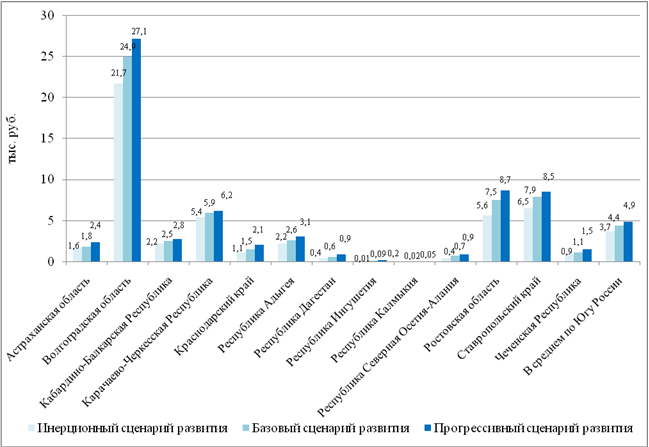 30
25
20
15
10
5
0
тыс. руб.
1,6 1,8 2,4
21,7 24,9 27,1
2,2 2,5 2,8
5,4 5,9 6,2
1,1 1,5 2,1
2,2 2,6 3,1
0,4 0,6 0,9
0,01 0,09 0,2
0,02 0,05
0,4 0,7 0,9
5,6 7,5 8,7
6,5 7,9 8,5
0,9 1,1 1,5
3,7 4,4 4,9
Астраханская область
Волгоградская область
Кабардино-Балкарская Республика
Карачаево-Черкесская Республика
Краснодарский край
Республика Адыгея
Республика Дагестан
Республика Ингушетия
Республика Калмыкия
Республика Северная Осетия-Алания
Ростовская область
Ставропольский край
Чеченская Республика
В среднем по Югу России
Инерционный сценарий развития Базовый сценарий развития Прогрессивный сценарий развития